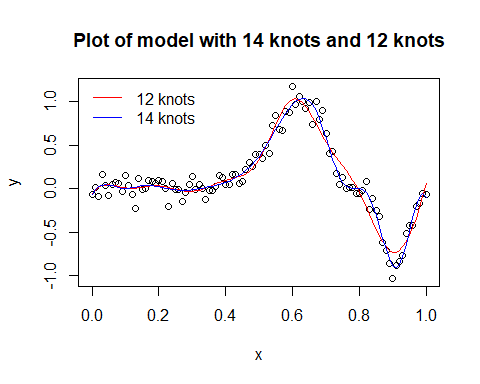 Plot of model with 14 knots and 12 knots
12 knots
14 knots
y
1.0
0.5
0.0
-0.5
-1.0
0.0 0.2 0.4 0.6 0.8 1.0
x